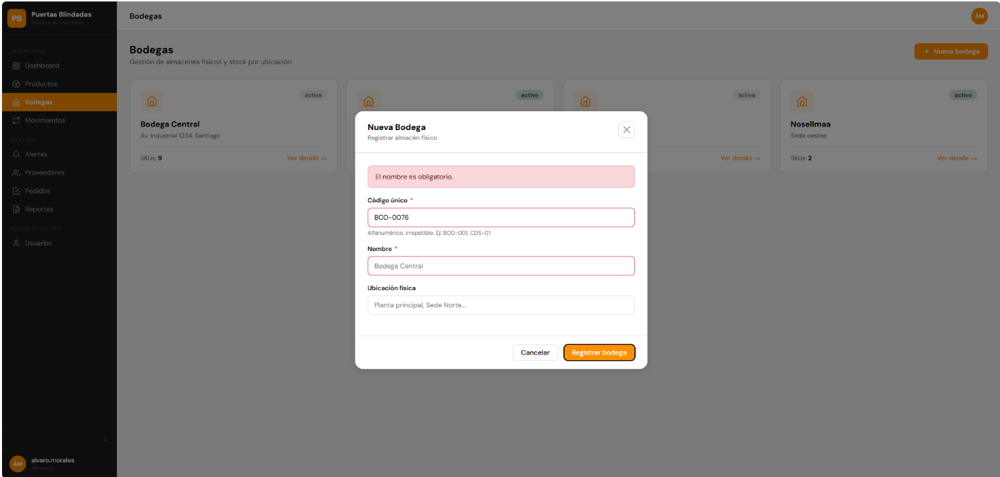 PB
Puertas Blindadas
Sistema de Inventario
INVENTARIO
Dashboard
Productos
Bodegas
Movimientos
GESTIÓN
Alertas
Proveedores
Pedidos
Reportes
ADMINISTRACIÓN
Usuarios
ÁM
alvaro.morales
Gerencia
Bodegas
ÁM
Bodegas
Gestión de almacenes físicos y stock por ubicación
+ Nueva bodega
activa
Bodega Central
Av. Industrial 1234, Santiago
SKUs: 9
Ver detalle →
activo
activa
Ver detalle →
activo
Nosellmaa
Sede oestee
SKUs: 2
Ver detalle →
Nueva Bodega
Registrar almacén físico
El nombre es obligatorio.
Código único *
BOD-0076
Alfanumérico, irrepetible. Ej: BOD-001, CDS-01
Nombre *
Bodega Central
Ubicación física
Planta principal, Sede Norte...
Cancelar
Registrar bodega